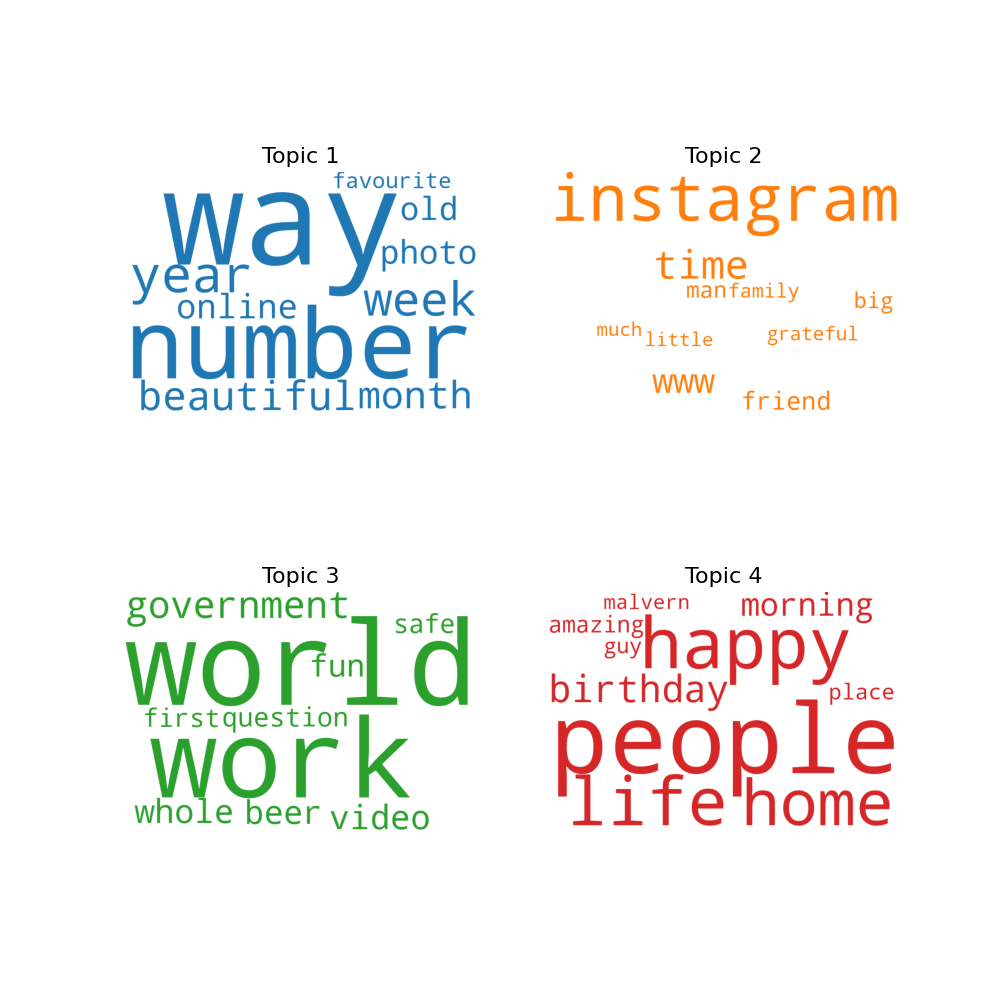 Topic 1
favourite
way
old
photo
year
week
online
number
beautiful month
Topic 2
instagram
time
man family
big
much
little
grateful
www
friend
Topic 3
government
safe
world
fun
first question
work
whole beer video
Topic 4
malvern
morning
amazing
happy
guy
birthday
place
people
life home